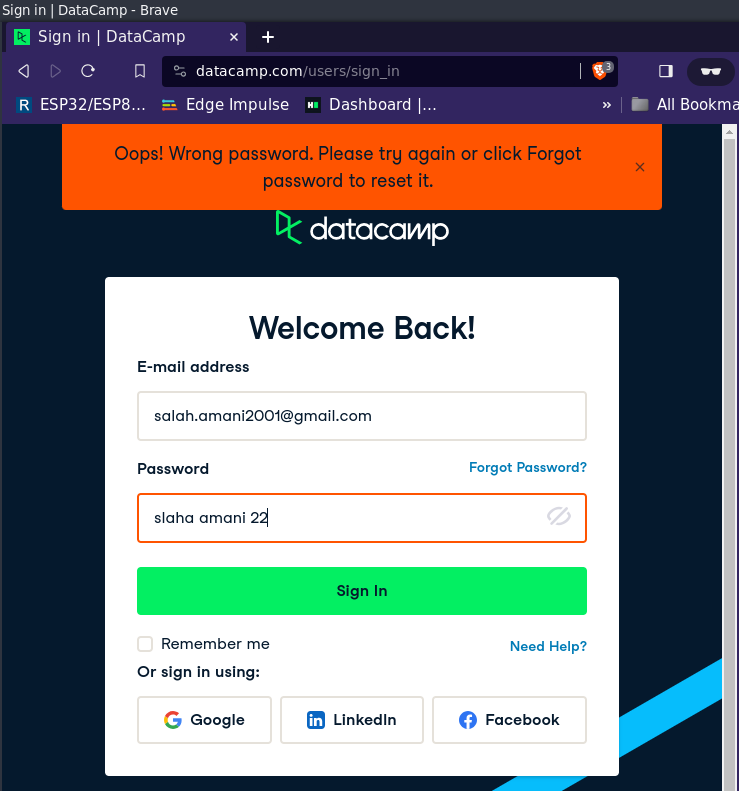 Sign in | DataCamp - Brave
Sign in | DataCamp × +
datacamp.com/users/sign_in 3
R ESP32/ESP8... Edge Impulse Dashboard |... » All Bookma
Oops! Wrong password. Please try again or click Forgot
password to reset it.
datacamp
Welcome Back!
E-mail address
salah.amani2001@gmail.com
Password Forgot Password?
slaha amani 22
Sign In
Remember me Need Help?
Or sign in using:
Google LinkedIn Facebook